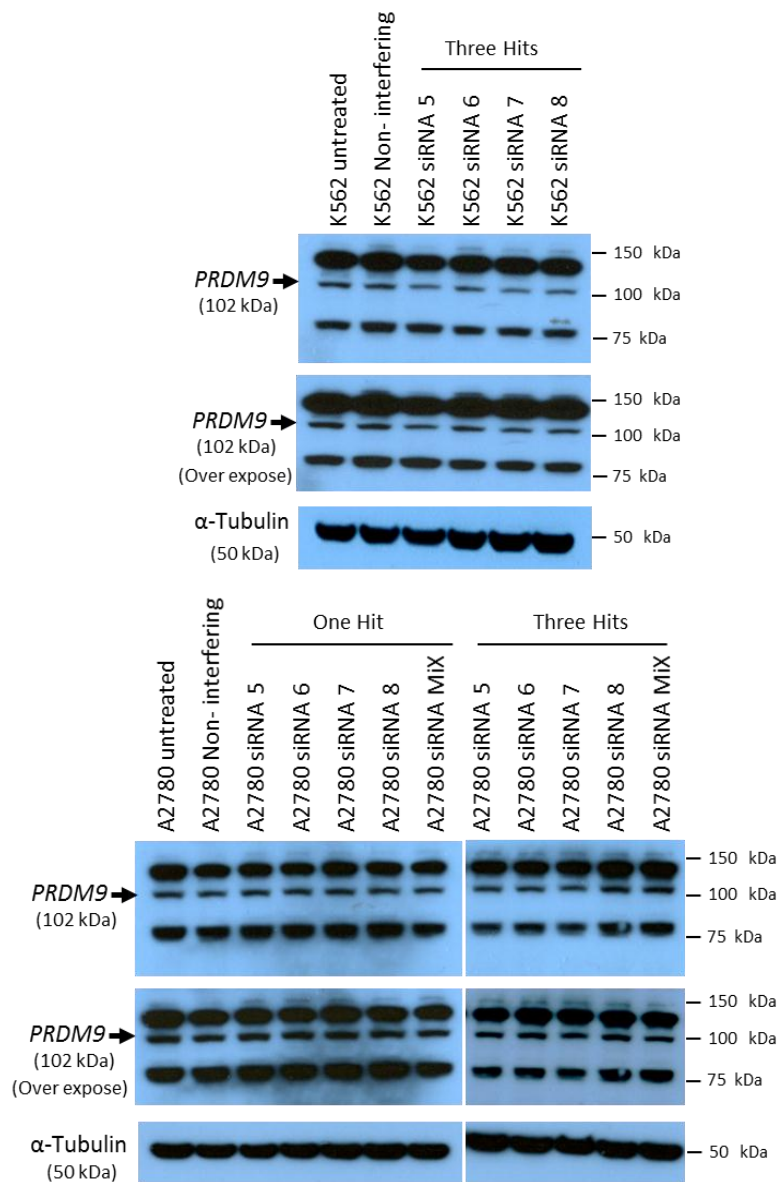 Three Hits
K562 untreated
K562 Non- interfering
K562 siRNA 5
K562 siRNA 6
K562 siRNA 7
K562 siRNA 8
PRDM9
(102 kDa)
150 kDa
100 kDa
75 kDa
PRDM9
(102 kDa)
(Over expose)
150 kDa
100 kDa
75 kDa
α-Tubulin
(50 kDa)
50 kDa
One Hit
Three Hits
A2780 untreated
A2780 Non- interfering
A2780 siRNA 5
A2780 siRNA 6
A2780 siRNA 7
A2780 siRNA 8
A2780 siRNA MiX
A2780 siRNA 5
A2780 siRNA 6
A2780 siRNA 7
A2780 siRNA 8
A2780 siRNA MiX
PRDM9
(102 kDa)
150 kDa
100 kDa
75 kDa
PRDM9
(102 kDa)
(Over expose)
150 kDa
100 kDa
75 kDa
α-Tubulin
(50 kDa)
50 kDa